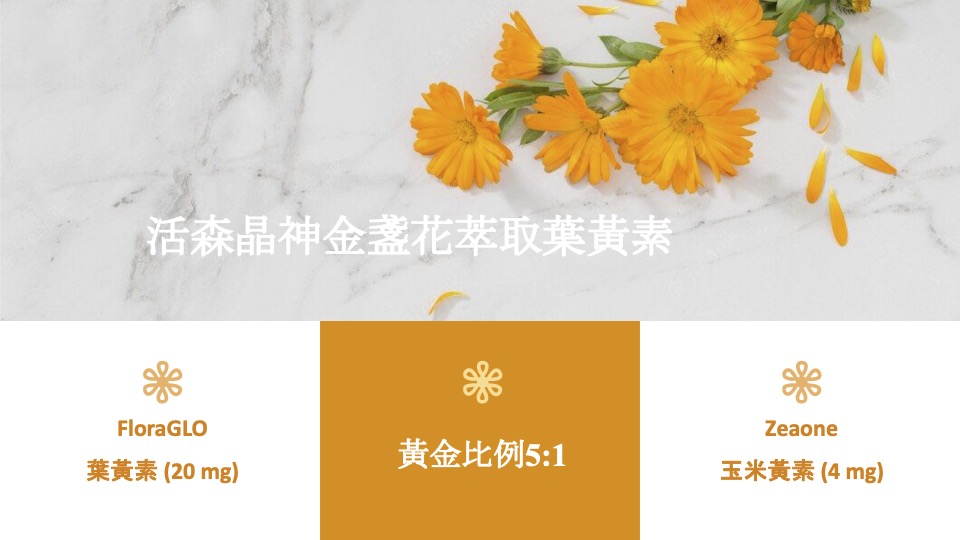 活森晶神金盞花萃取葉黃素
FloraGLO
葉黃素 (20 mg)
黃金比例5:1
Zeaone
玉米黃素 (4 mg)